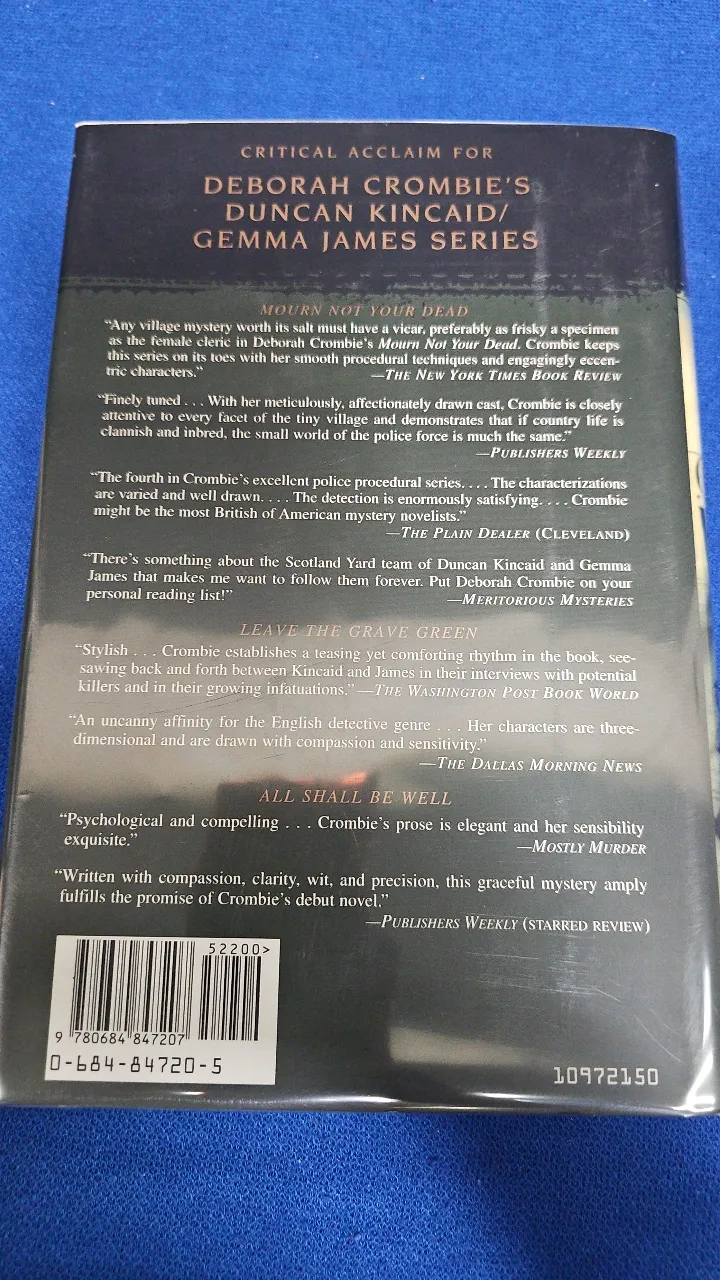 CRITICAL ACCLAIM FOR
DEBORAH CROMBIE'S
DUNCAN KINCAID/
GEMMA JAMES SERIES
MOURN NOT YOUR DEAD
"Any village mystery worth its salt must have a vicar, preferably as frisky a specimen
as the female cleric in Deborah Crombie's Mourn Not Your Dead. Crombie keeps
this series on its toes with her smooth procedural techniques and engagingly eccen-
tric characters." —THE NEW YORK TIMES BOOK REVIEW
"Finely tuned . . . With her meticulously, affectionately drawn cast, Crombie is closely
attentive to every facet of the tiny village and demonstrates that if country life is
clannish and inbred, the small world of the police force is much the same."
—PUBLISHERS WEEKLY
"The fourth in Crombie's excellent police procedural series. . . . The characterizations
are varied and well drawn. . . . The detection is enormously satisfying. . . . Crombie
might be the most British of American mystery novelists."
—THE PLAIN DEALER (CLEVELAND)
"There's something about the Scotland Yard team of Duncan Kincaid and Gemma
James that makes me want to follow them forever. Put Deborah Crombie on your
personal reading list!" —MERITORIOUS MYSTERIES
LEAVE THE GRAVE GREEN
"Stylish . . . Crombie establishes a teasing yet comforting rhythm in the book, see-
sawing back and forth between Kincaid and James in their interviews with potential
killers and in their growing infatuations." —THE WASHINGTON POST BOOK WORLD
"An uncanny affinity for the English detective genre . . . Her characters are three-
dimensional and are drawn with compassion and sensitivity."
—THE DALLAS MORNING NEWS
ALL SHALL BE WELL
"Psychological and compelling . . . Crombie's prose is elegant and her sensibility
exquisite." —MOSTLY MURDER
"Written with compassion, clarity, wit, and precision, this graceful mystery amply
fulfills the promise of Crombie's debut novel."
—PUBLISHERS WEEKLY (STARRED REVIEW)
52200>
9 780684 847207
0-684-84720-5
10972150